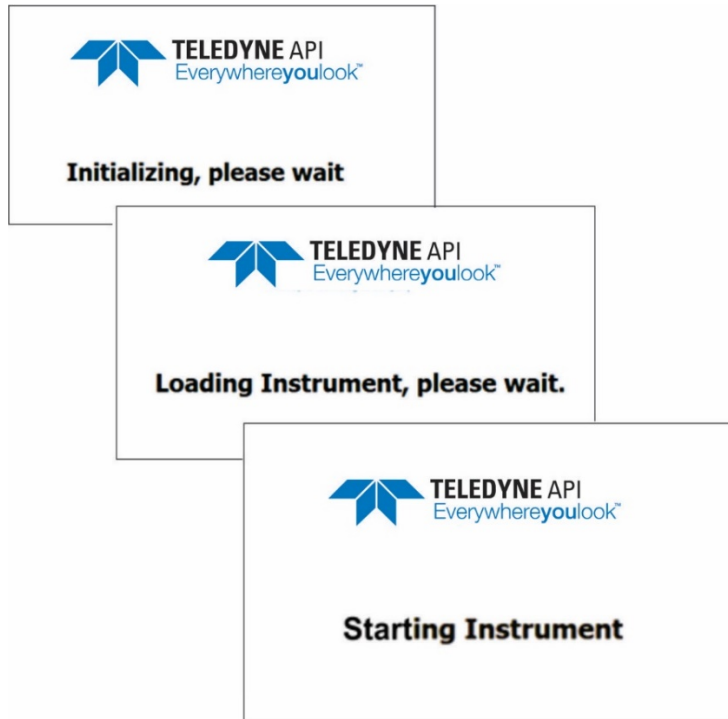 TELEDYNE API
Everywhereyoulook™
Initializing, please wait
TELEDYNE API
Everywhereyoulook™
Loading Instrument, please wait.
TELEDYNE API
Everywhereyoulook™
Starting Instrument